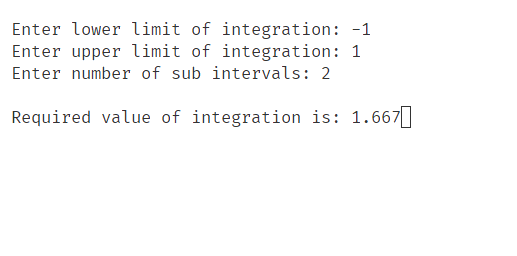 Enter lower limit of integration: -1
Enter upper limit of integration: 1
Enter number of sub intervals: 2
Required value of integration is: 1.667